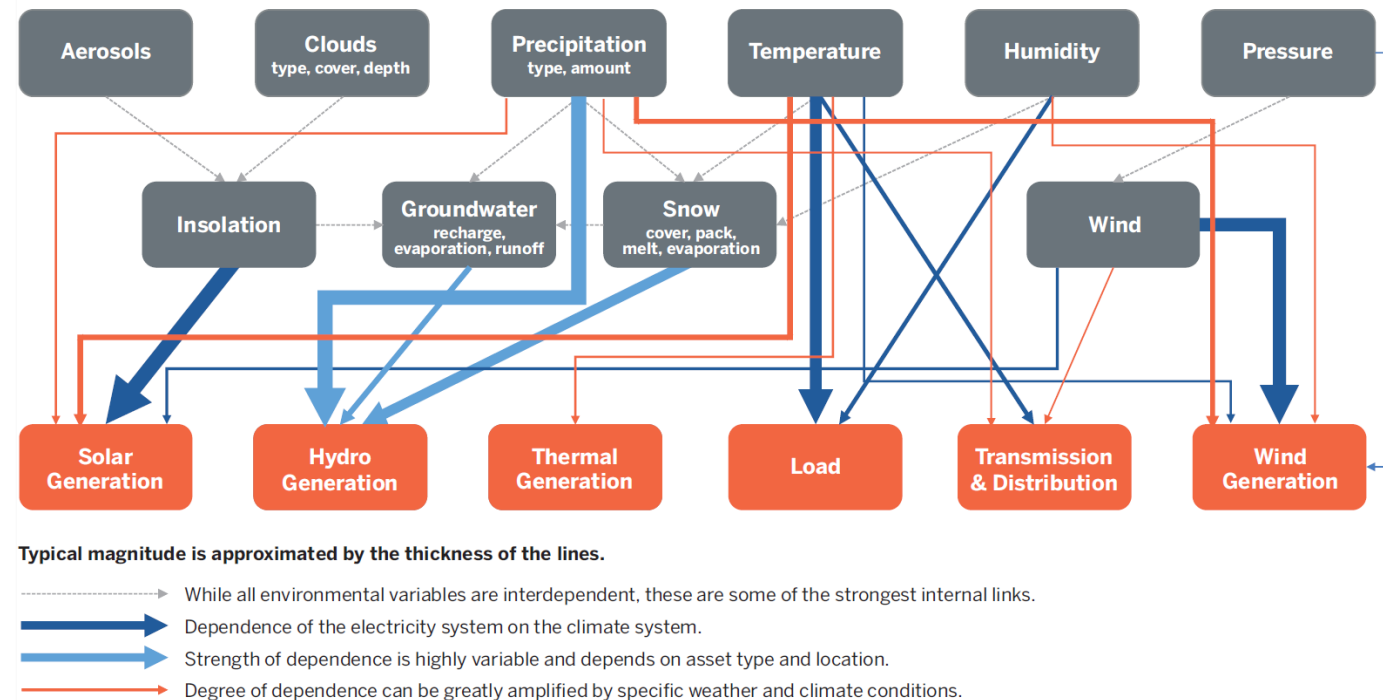 Aerosols
Clouds
type, cover, depth
Precipitation
type, amount
Temperature
Humidity
Pressure
Insolation
Groundwater
recharge,
evaporation, runoff
Snow
cover, pack,
melt, evaporation
Wind
Solar
Generation
Hydro
Generation
Thermal
Generation
Load
Transmission
& Distribution
Wind
Generation
Typical magnitude is approximated by the thickness of the lines.
While all environmental variables are interdependent, these are some of the strongest internal links.
Dependence of the electricity system on the climate system.
Strength of dependence is highly variable and depends on asset type and location.
Degree of dependence can be greatly amplified by specific weather and climate conditions.